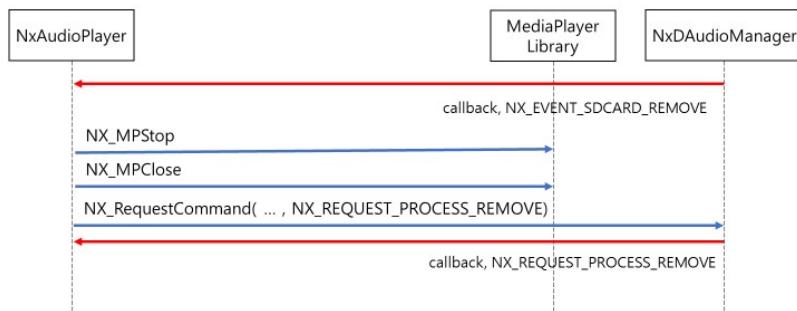 NxAudioPlayer
MediaPlayer
Library
NxDAudioManager
callback, NX_EVENT_SDCARD_REMOVE
NX_MPStop
NX_MPClose
NX_RequestCommand( ... , NX_REQUEST_PROCESS_REMOVE)
callback, NX_REQUEST_PROCESS_REMOVE